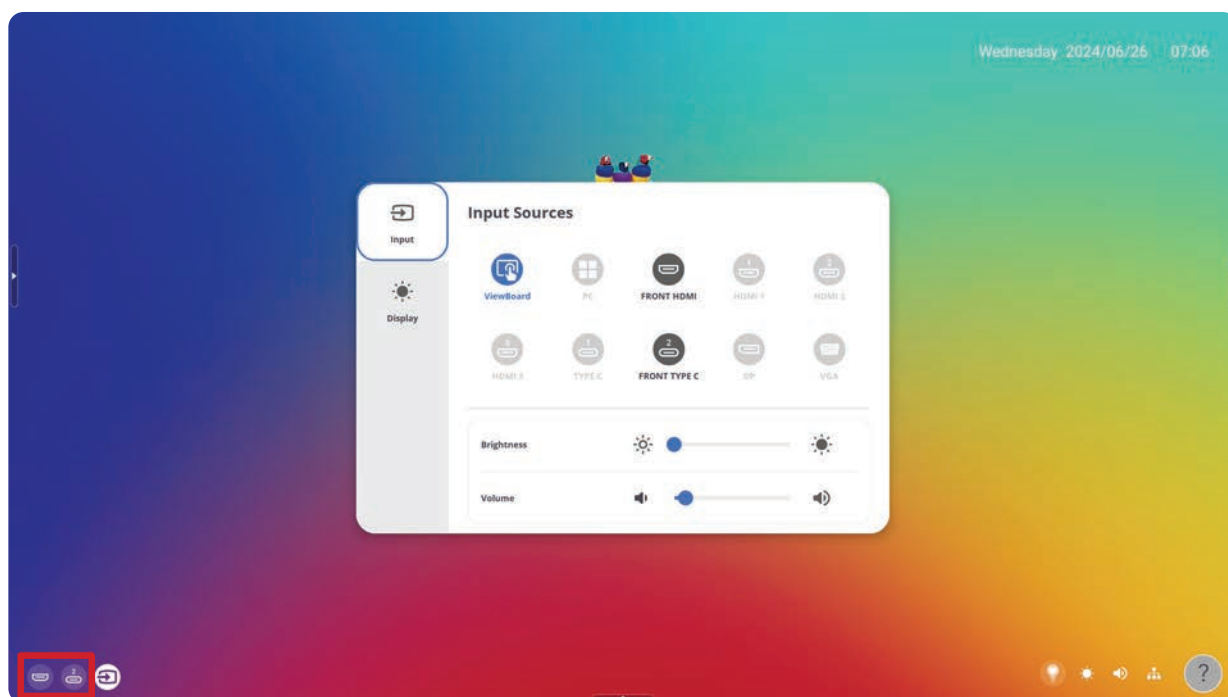 Wednesday 2024/06/26 07:06
Input
Input Sources
ViewBoard
PC
FRONT HDMI
HDMI 1
HDMI 2
Display
HDMI 3
TYPE C
FRONT TYPE C
DP
VGA
Brightness
Volume
?